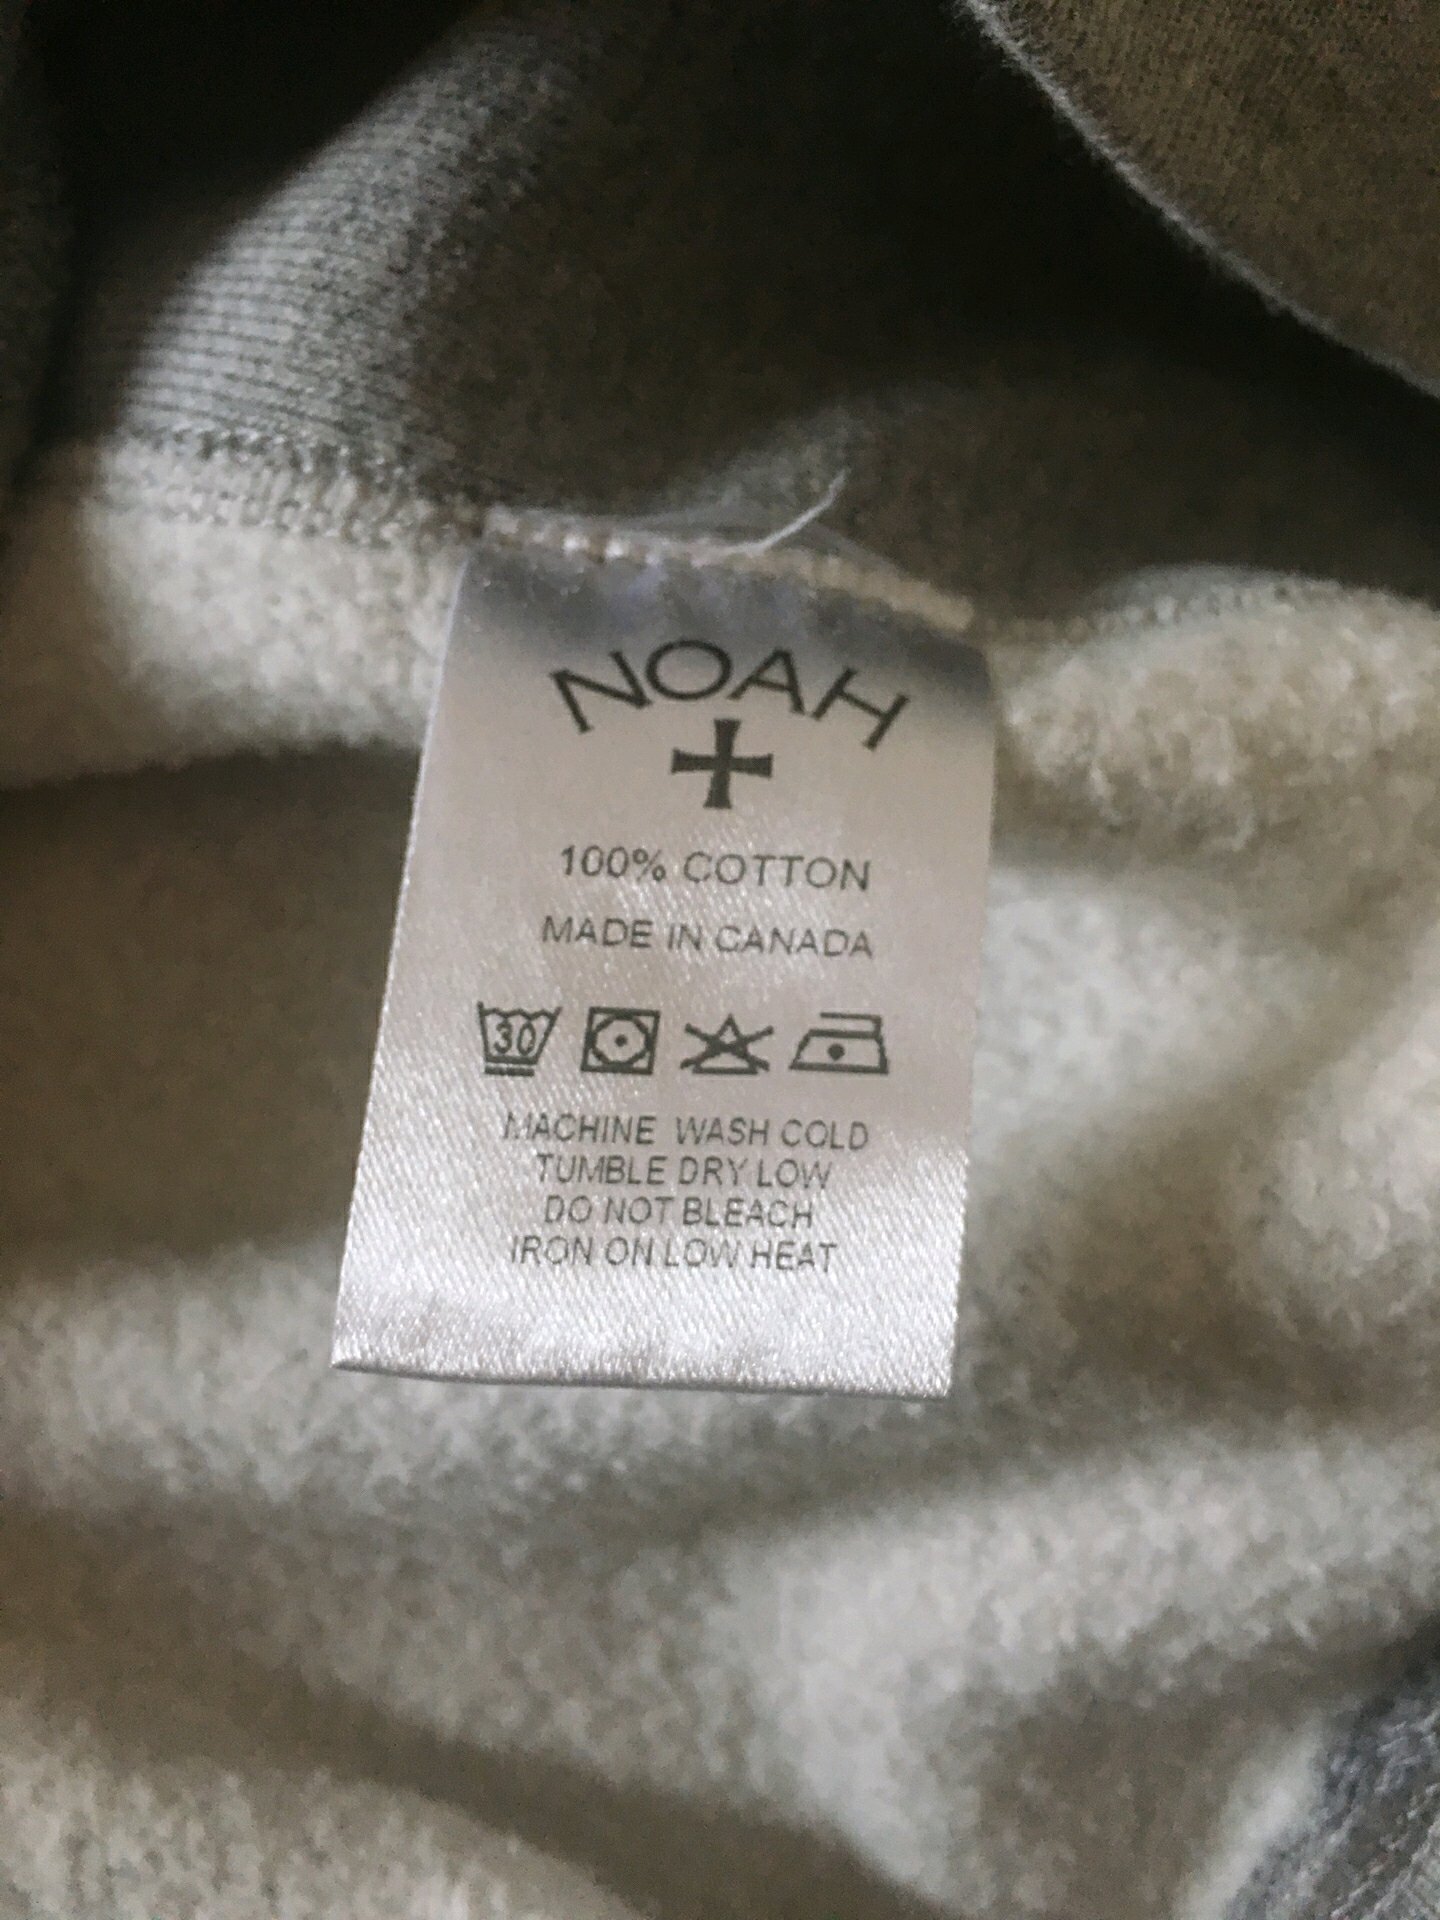 NOAH
100% COTTON
MADE IN CANADA
30
MACHINE WASH COLD
TUMBLE DRY LOW
DO NOT BLEACH
IRON ON LOW HEAT